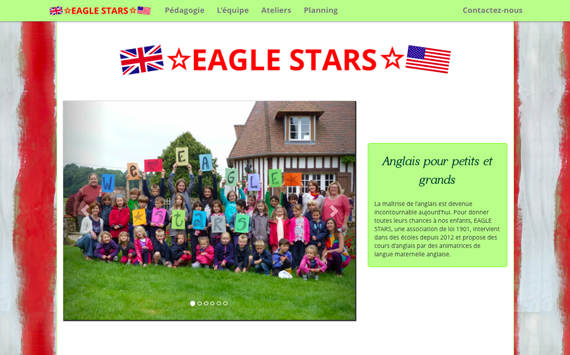 ☆EAGLE STARS☆ Pédagogie L'équipe Ateliers Planning Contactez-nous
☆EAGLE STARS☆
WC EAGLE
STARS
Anglais pour petits et
grands
La maîtrise de l'anglais est devenue
incontournable aujourd'hui. Pour donner
toutes leurs chances à nos enfants, EAGLE
STARS, une association de loi 1901, intervient
dans des écoles depuis 2012 et propose des
cours d'anglais par des animatrices de
langue maternelle anglaise.